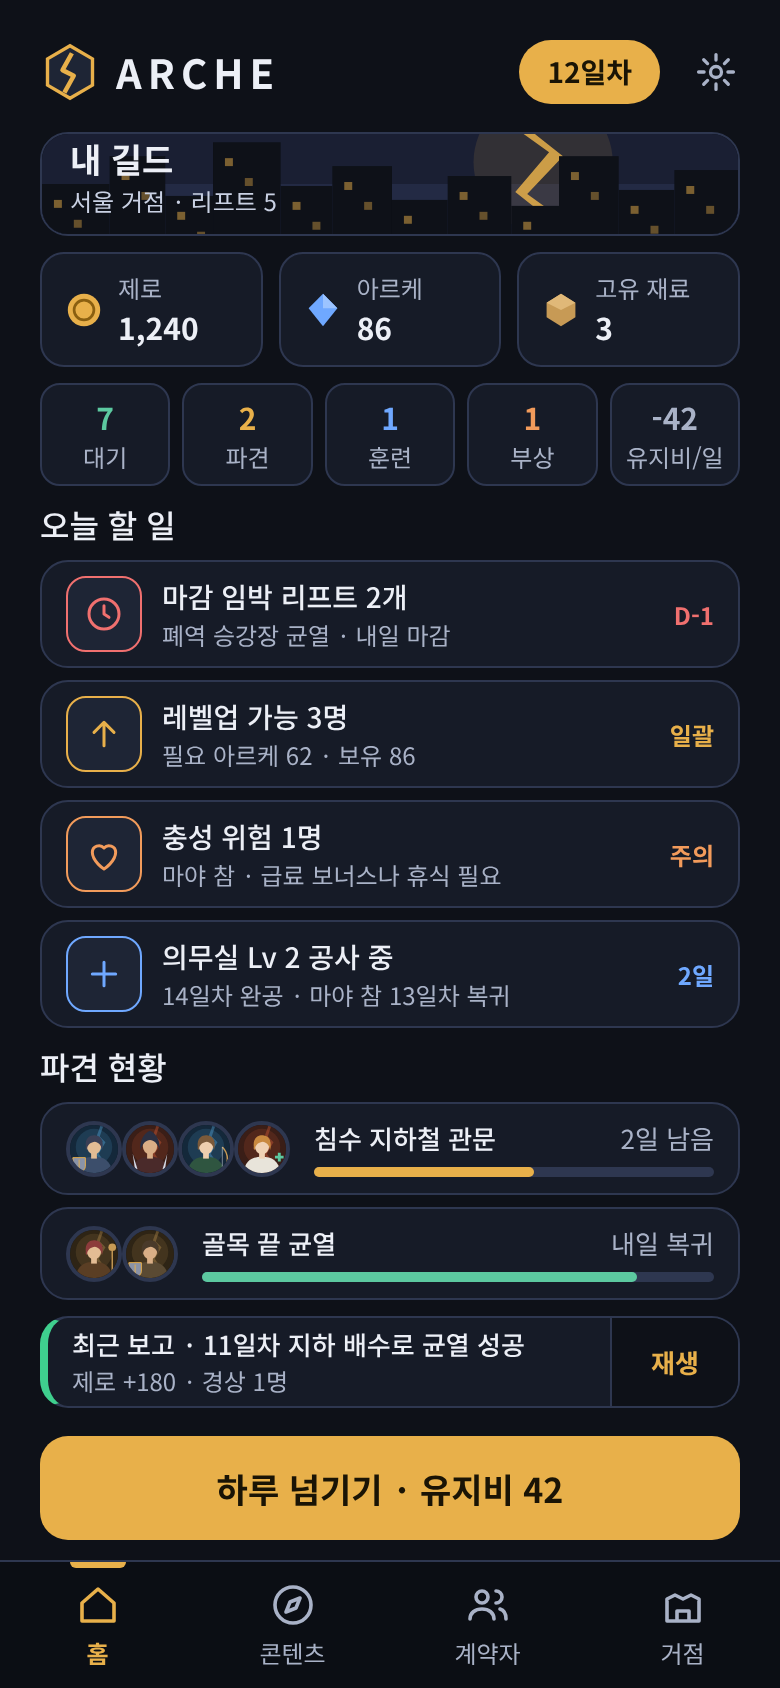 ARCHE
12일차
내 길드
서울 거점 · 리프트 5
제로
1,240
아르케
86
고유 재료
3
7
대기
2
파견
1
훈련
1
부상
-42
유지비/일
오늘 할 일
마감 임박 리프트 2개
폐역 승강장 균열 · 내일 마감
D-1
레벨업 가능 3명
필요 아르케 62 · 보유 86
일괄
충성 위험 1명
마야 참 · 급료 보너스나 휴식 필요
주의
의무실 Lv 2 공사 중
14일차 완공 · 마야 참 13일차 복귀
2일
파견 현황
침수 지하철 관문
2일 남음
골목 끝 균열
내일 복귀
최근 보고 · 11일차 지하 배수로 균열 성공
제로 +180 · 경상 1명
재생
하루 넘기기 · 유지비 42
홈
콘텐츠
계약자
거점